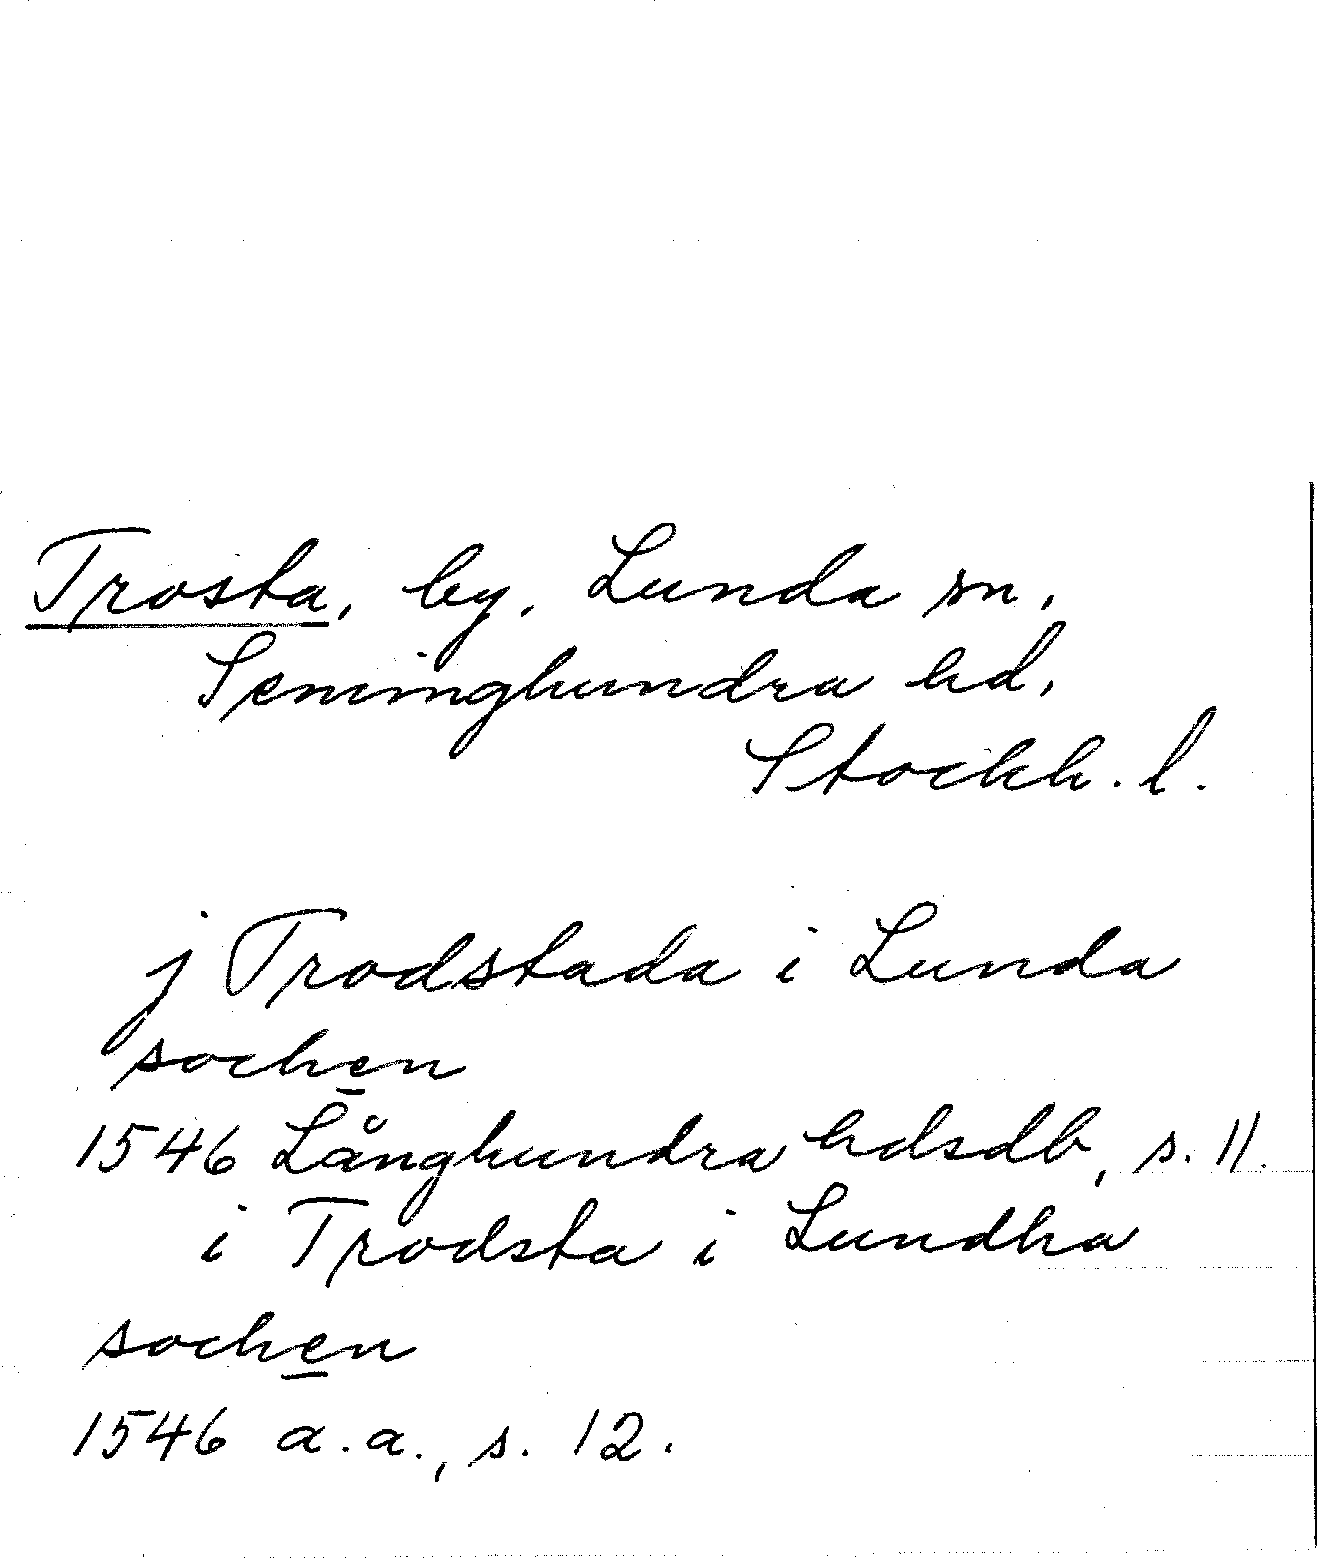 Trosta, by, Lunda sn,
Seminghundra hd,
Stockh. l.
j Trodstada i Lunda
sochen
1546 Långhundra hdsdb, s. 11.
i Trodsta i Lundha
sochen
1546 a.a., s. 12.